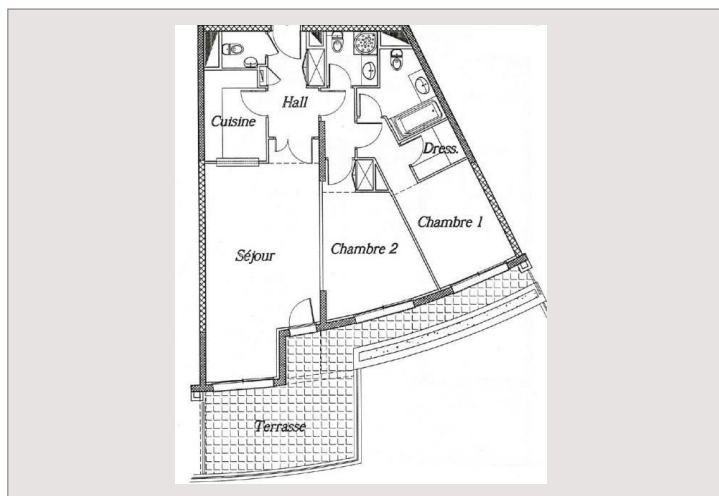 Hall
Cuisine
Dress.
Chambre 1
Chambre 2
Séjour
Terrasse